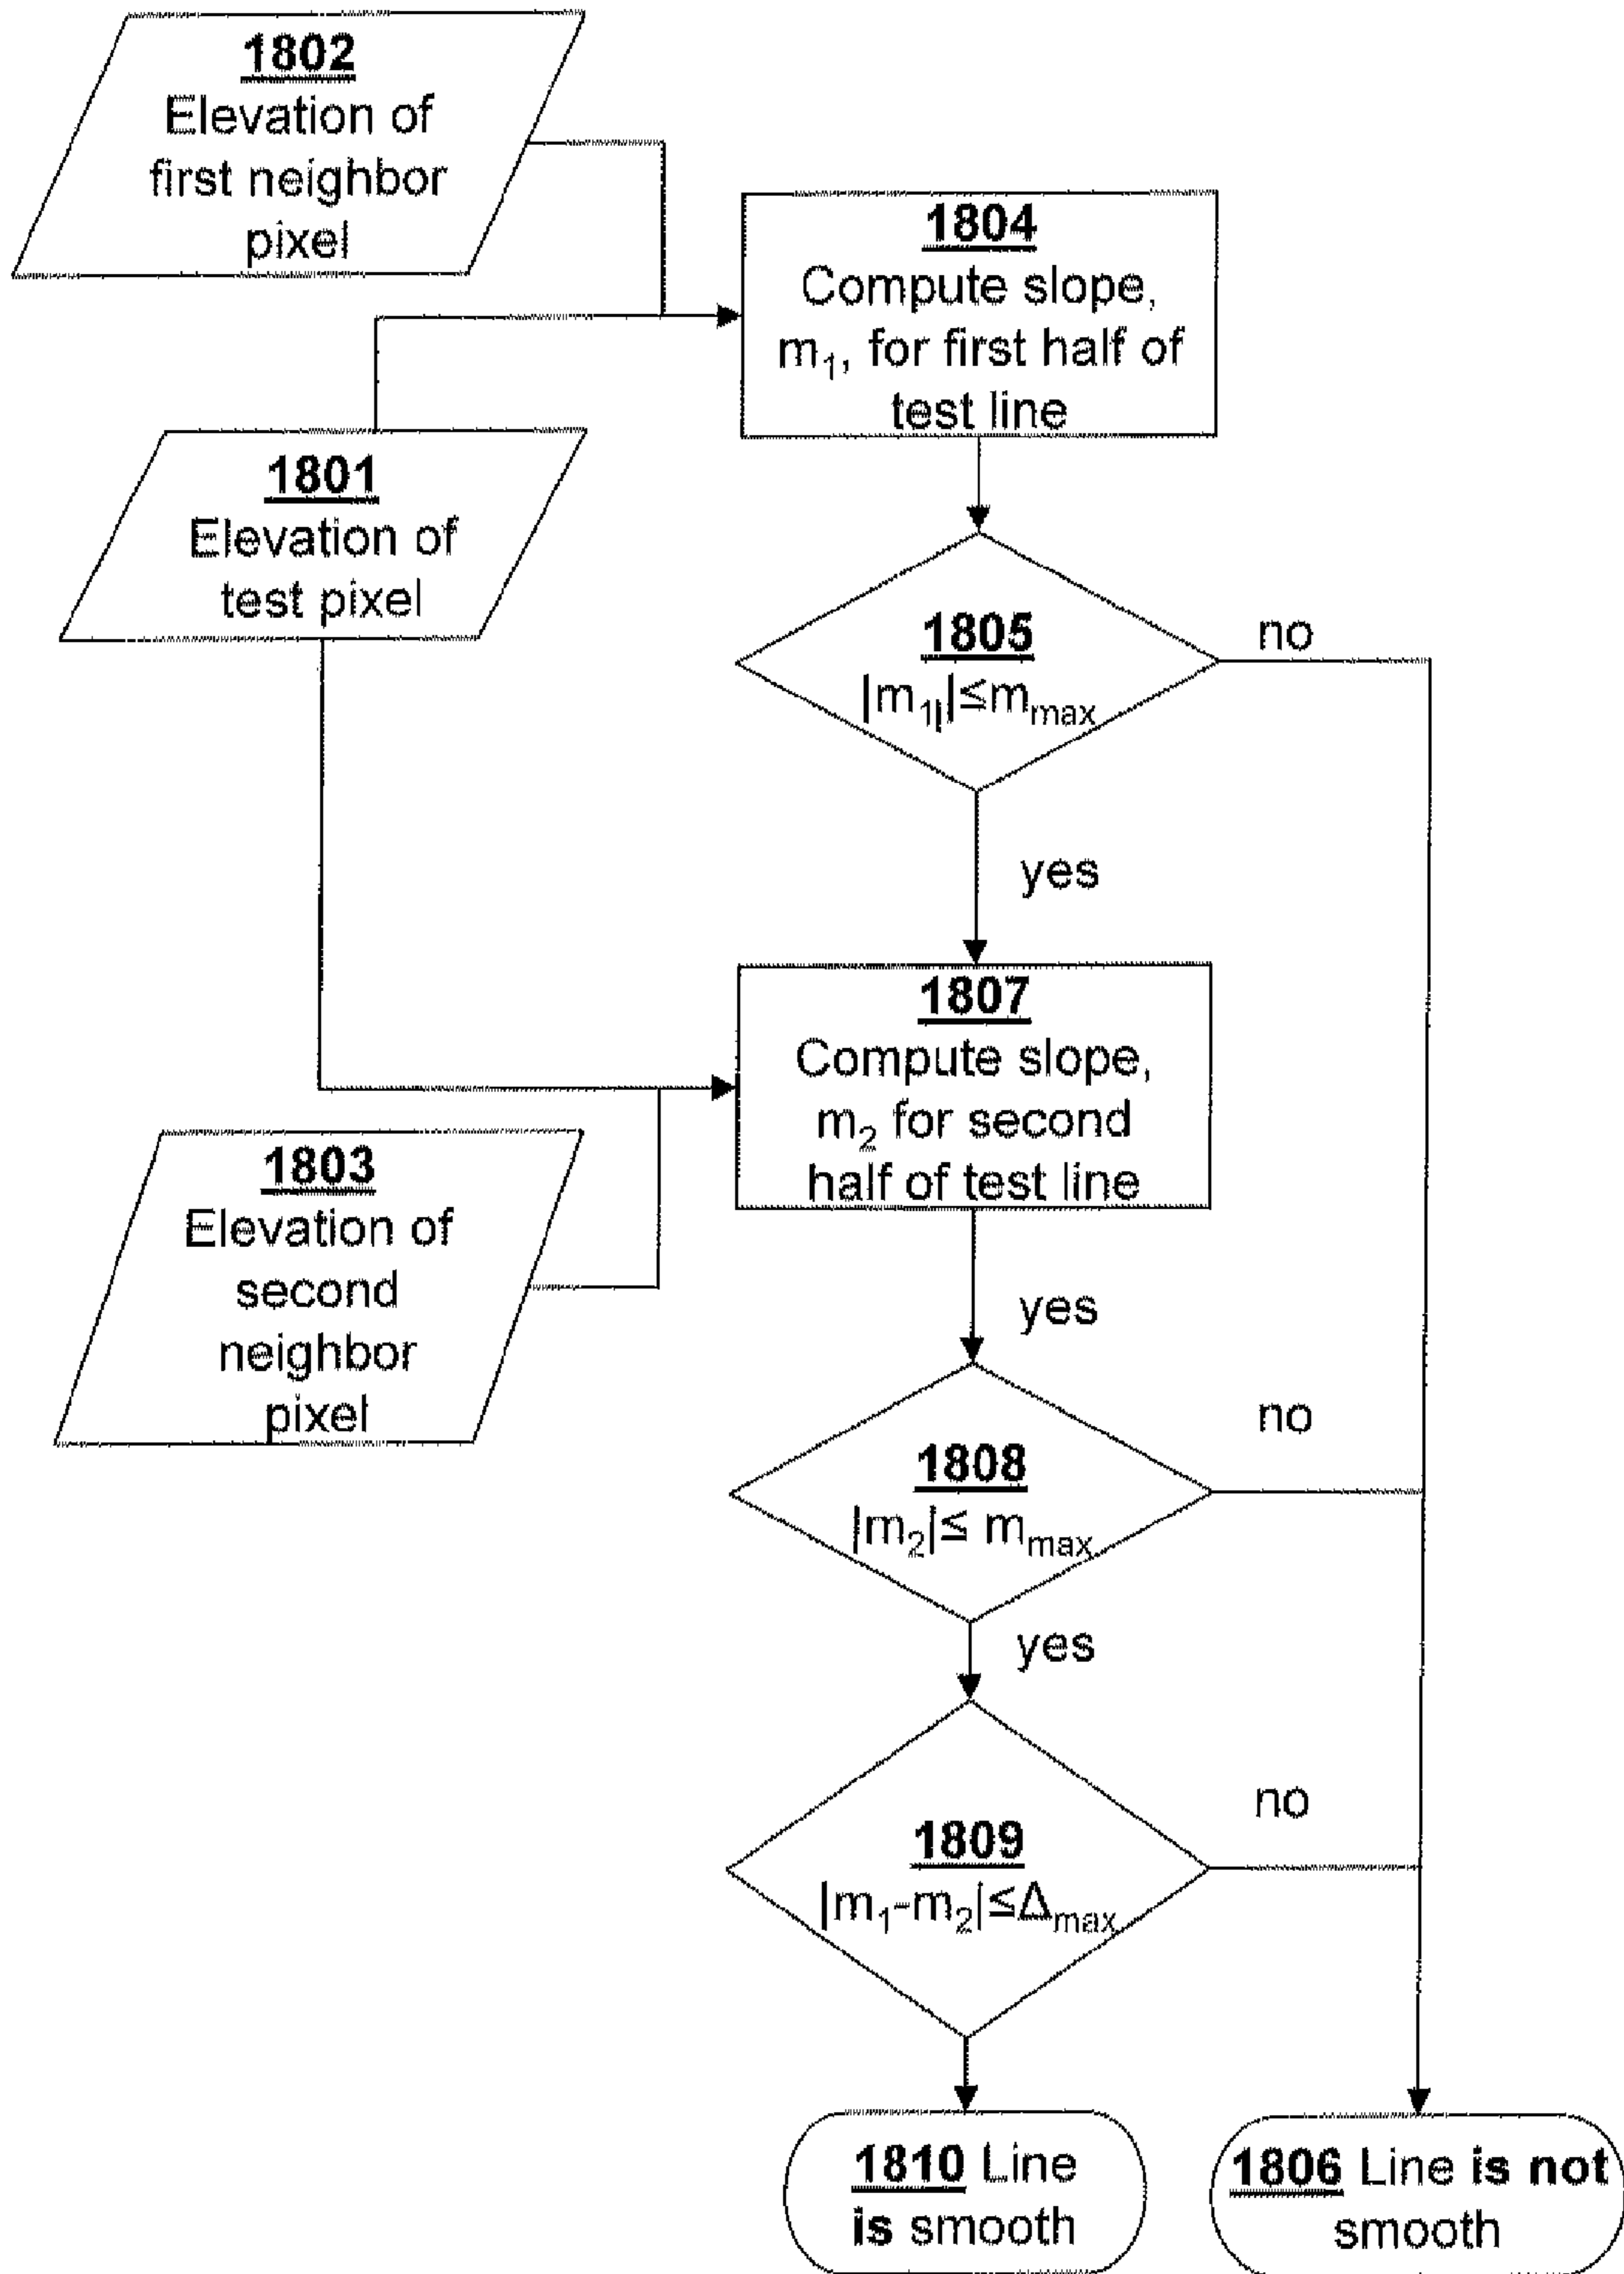 1802
Elevation of
first neighbor
pixel
1804
Compute slope,
m₁, for first half of
test line
1801
Elevation of
test pixel
1805
|m₁|||≤mmax
no
yes
1807
Compute slope,
m₂ for second
half of test line
1803
Elevation of
second
neighbor
pixel
yes
1808
|m₂|≤ mmax
no
yes
1809
|m₁-m₂|≤Δmax
no
1810 Line
is smooth
1806 Line is not
smooth